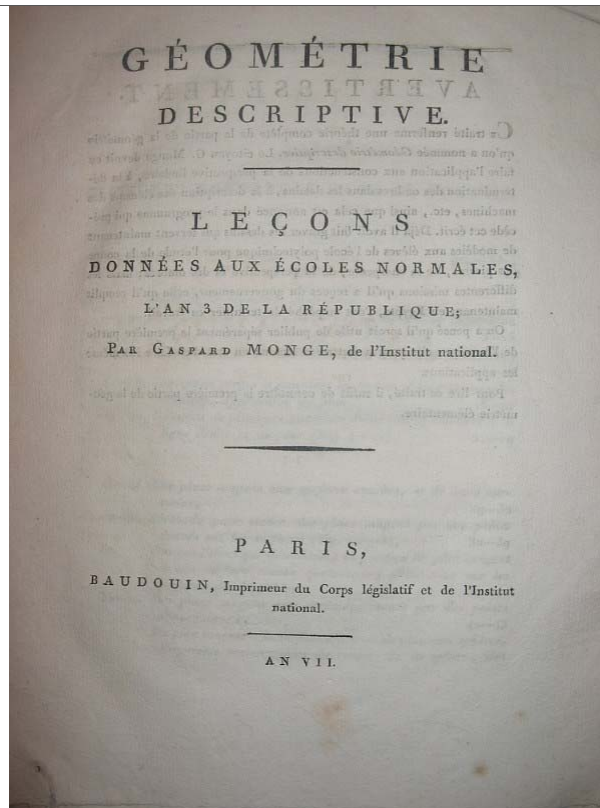 GÉOMÉTRIE
DESCRIPTIVE.
LEÇONS
DONNÉES AUX ÉCOLES NORMALES,
L'AN 3 DE LA RÉPUBLIQUE;
PAR GASPARD MONGE, de l'Institut national.
PARIS,
BAUDOUIN, Imprimeur du Corps législatif et de l'Institut
national.
AN VII.